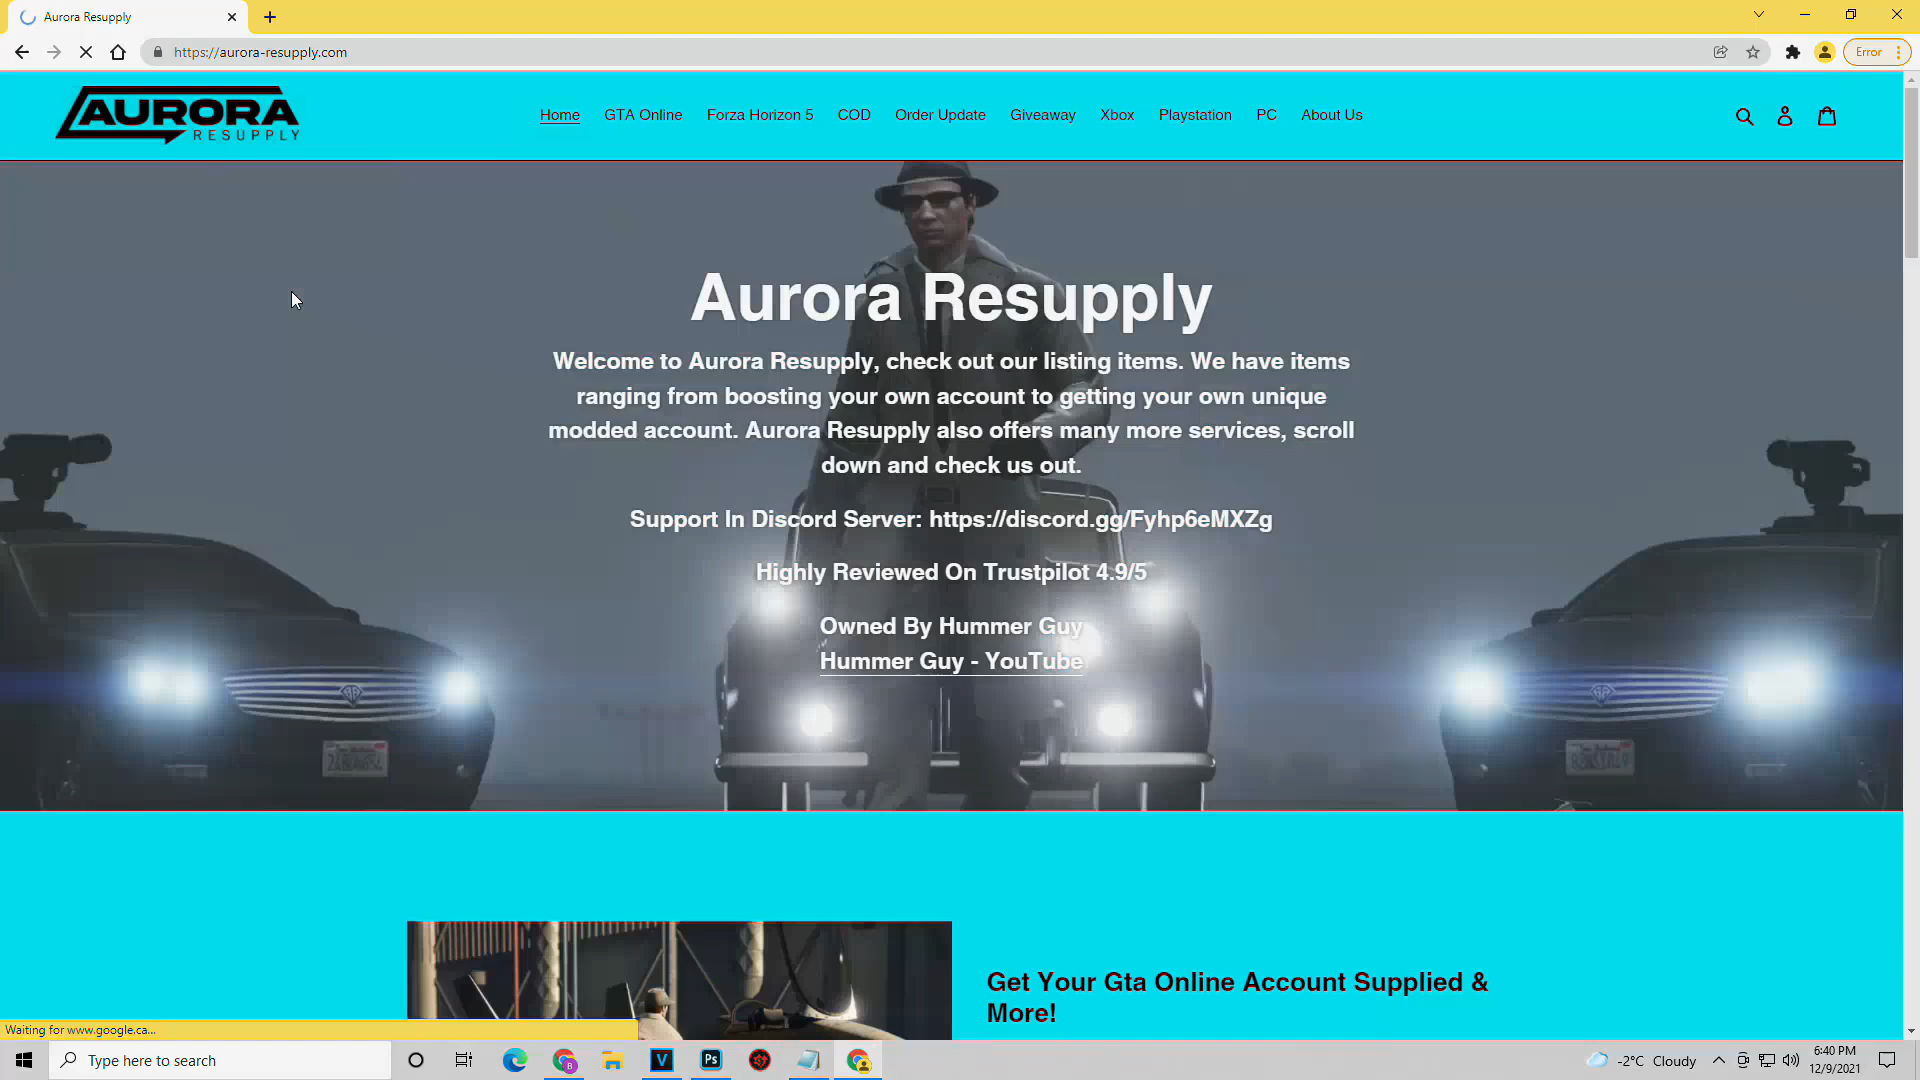 Aurora Resupply
https://aurora-resupply.com
Error
AURORA
RESUPPLY
Home GTA Online Forza Horizon 5 COD Order Update Giveaway Xbox Playstation PC About Us
Aurora Resupply
Welcome to Aurora Resupply, check out our listing items. We have items
ranging from boosting your own account to getting your own unique
modded account. Aurora Resupply also offers many more services, scroll
down and check us out.
Support In Discord Server: https://discord.gg/Fyhp6eMXZg
Highly Reviewed On Trustpilot 4.9/5
Owned By Hummer Guy
Hummer Guy - YouTube
Get Your Gta Online Account Supplied &
More!
Waiting for www.google.ca...
Type here to search
B
V
Ps
-2°C Cloudy
6:40 PM
12/9/2021